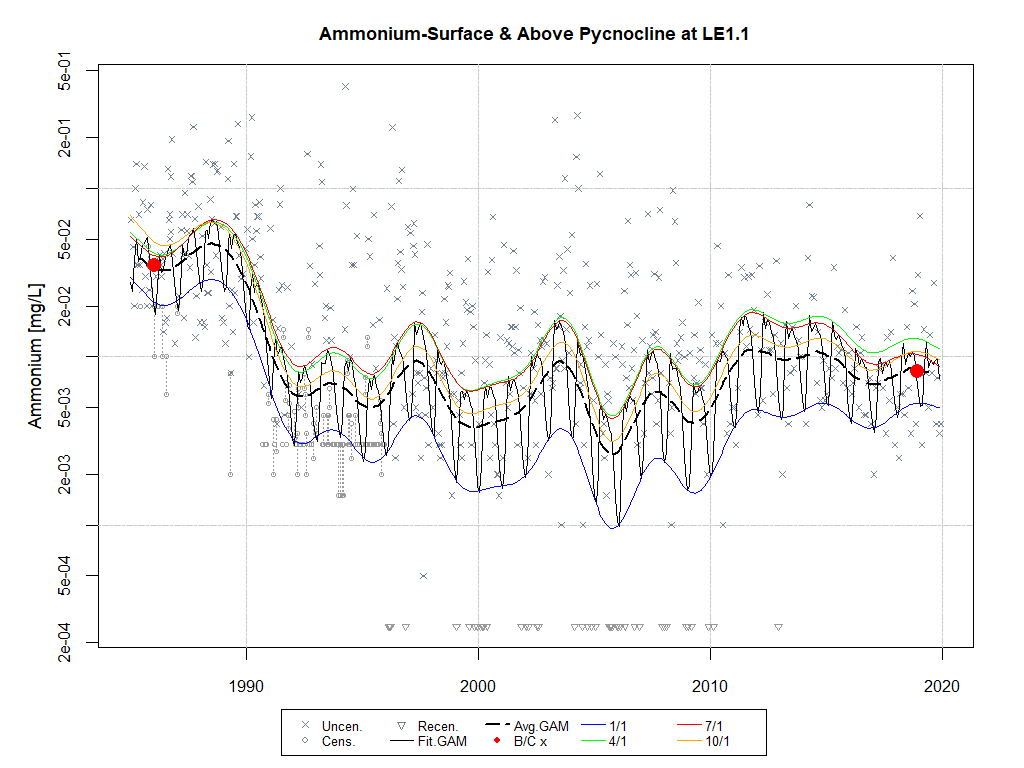 Ammonium-Surface & Above Pycnocline at LE1.1
Ammonium [mg/L]
5e-01
2e-01
5e-02
2e-02
5e-03
2e-03
5e-04
2e-04
1990 2000 2010 2020
Uncen. Recen. Avg.GAM 1/1 7/1
Cens. Fit.GAM B/C x 4/1 10/1